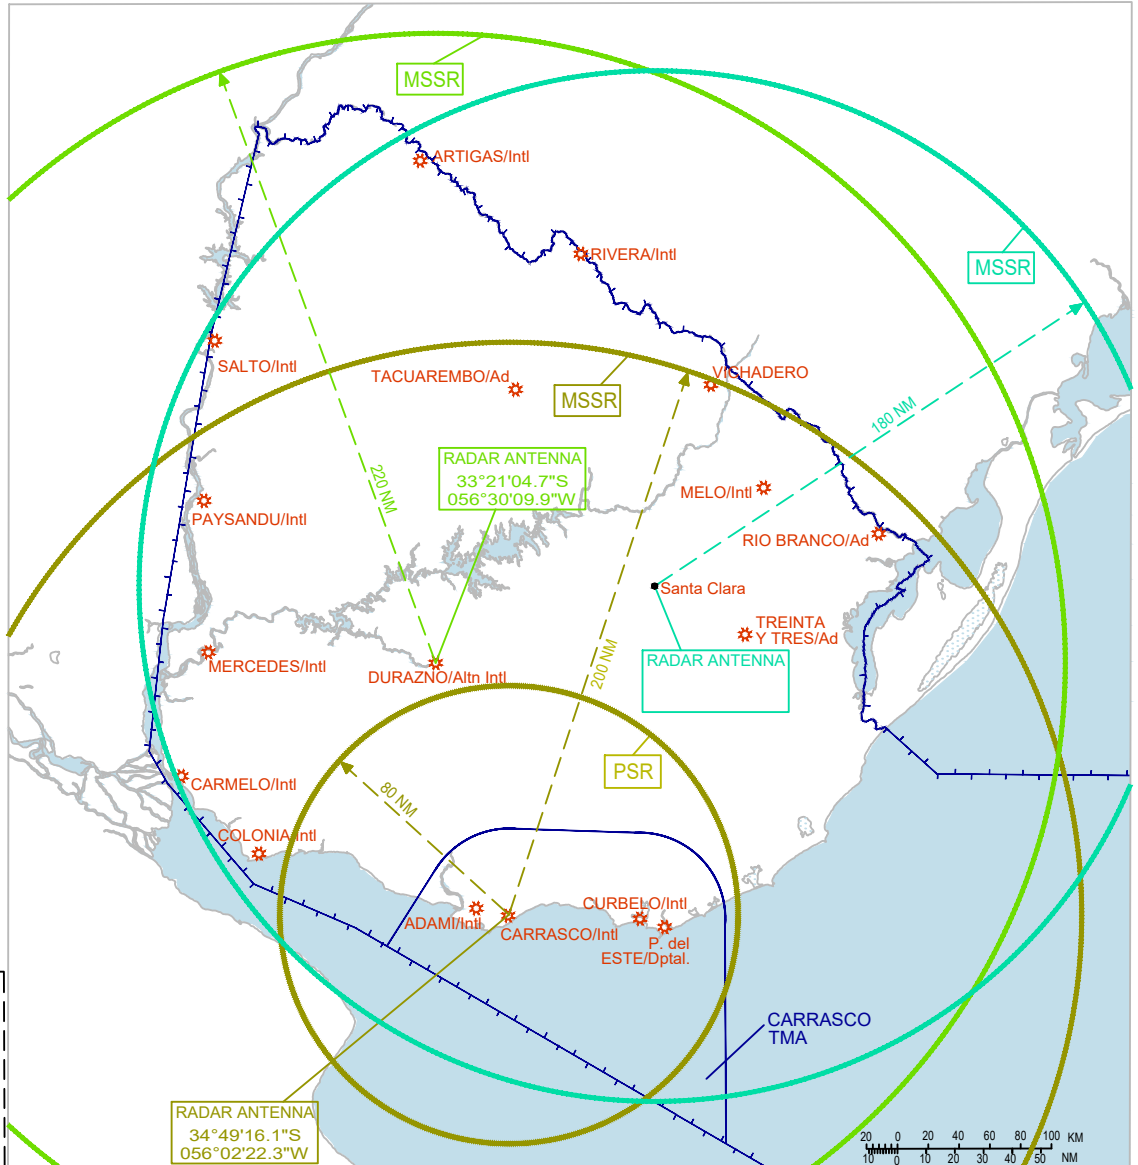 MSSR
ARTIGAS/Intl
RIVERA/Intl
MSSR
SALTO/Intl
TACUAREMBO/Ad
VICHADERO
MSSR
180 NM
RADAR ANTENNA
33°21'04.7"S
056°30'09.9"W
220 NM
MELO/Intl
PAYSANDU/Intl
RIO BRANCO/Ad
Santa Clara
TREINTA
Y TRES/Ad
MERCEDES/Intl
DURAZNO/Altn Intl
200 NM
RADAR ANTENNA
PSR
CARMELO/Intl
80 NM
COLONIA/Intl
ADAMI/Intl
CARRASCO/Intl
CURBELO/Intl
P. del
ESTE/Dptal.
CARRASCO
TMA
RADAR ANTENNA
34°49'16.1"S
056°02'22.3"W
20 0 20 40 60 80 100 KM
10 0 10 20 30 40 50 NM